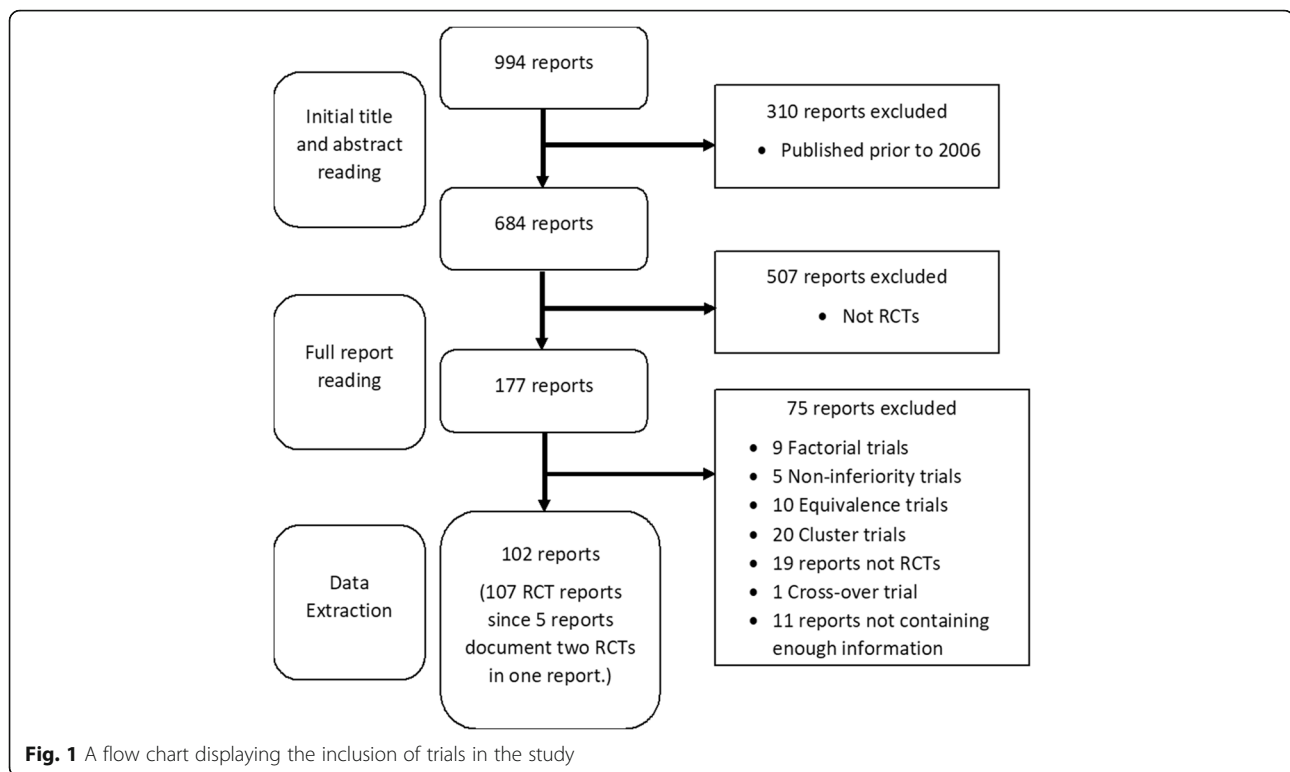 994 reports
Initial title
and abstract
reading
310 reports excluded
• Published prior to 2006
684 reports
507 reports excluded
• Not RCTs
Full report
reading
177 reports
75 reports excluded
• 9 Factorial trials
• 5 Non-inferiority trials
• 10 Equivalence trials
• 20 Cluster trials
• 19 reports not RCTs
• 1 Cross-over trial
• 11 reports not containing
enough information
Data
Extraction
102 reports
(107 RCT reports
since 5 reports
document two RCTs
in one report.)
Fig. 1 A flow chart displaying the inclusion of trials in the study